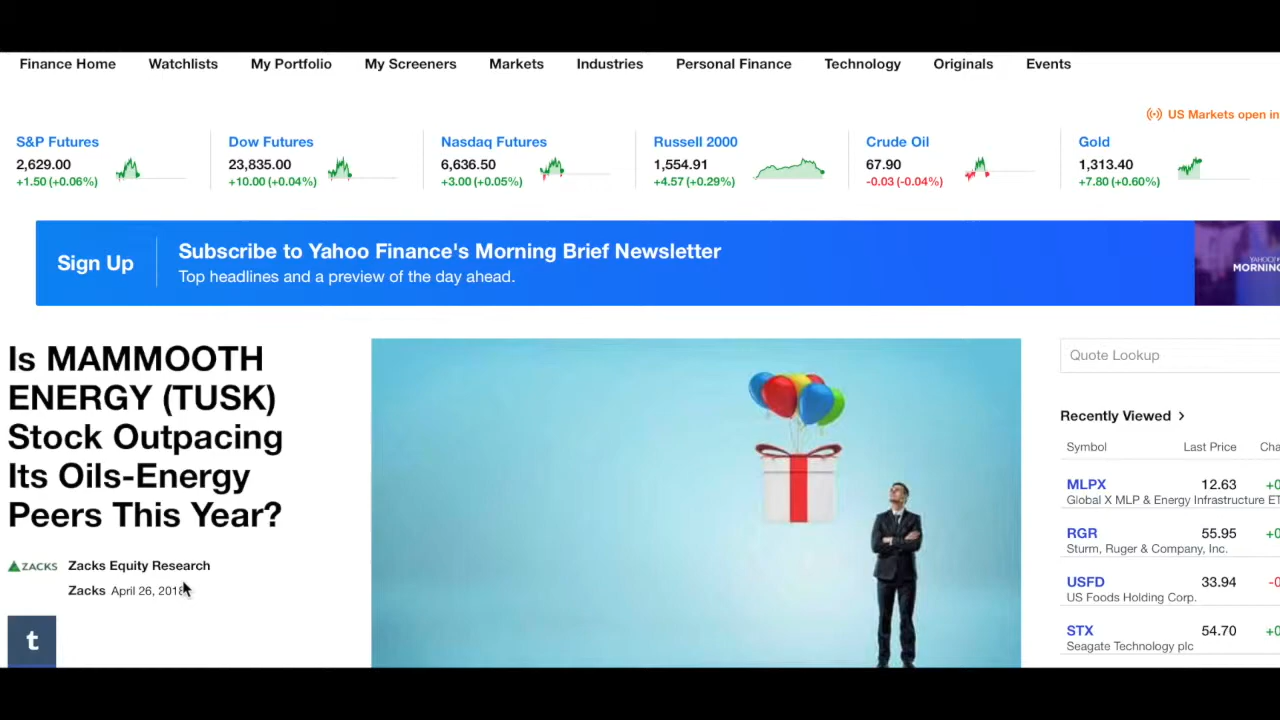 Finance Home Watchlists My Portfolio My Screeners Markets Industries Personal Finance Technology Originals Events
US Markets open in
S&P Futures
2,629.00
+1.50 (+0.06%)
Dow Futures
23,835.00
+10.00 (+0.04%)
Nasdaq Futures
6,636.50
+3.00 (+0.05%)
Russell 2000
1,554.91
+4.57 (+0.29%)
Crude Oil
67.90
-0.03 (-0.04%)
Gold
1,313.40
+7.80 (+0.60%)
Sign Up
Subscribe to Yahoo Finance's Morning Brief Newsletter
Top headlines and a preview of the day ahead.
YAHOO
MORNING
Is MAMMOOTH
ENERGY (TUSK)
Stock Outpacing
Its Oils-Energy
Peers This Year?
ZACKS Zacks Equity Research
Zacks April 26, 2018
t
Quote Lookup
Recently Viewed >
Symbol Last Price Cha
MLPX 12.63 +0
Global X MLP & Energy Infrastructure ET
RGR 55.95 +0
Sturm, Ruger & Company, Inc.
USFD 33.94 -0
US Foods Holding Corp.
STX 54.70 +0
Seagate Technology plc